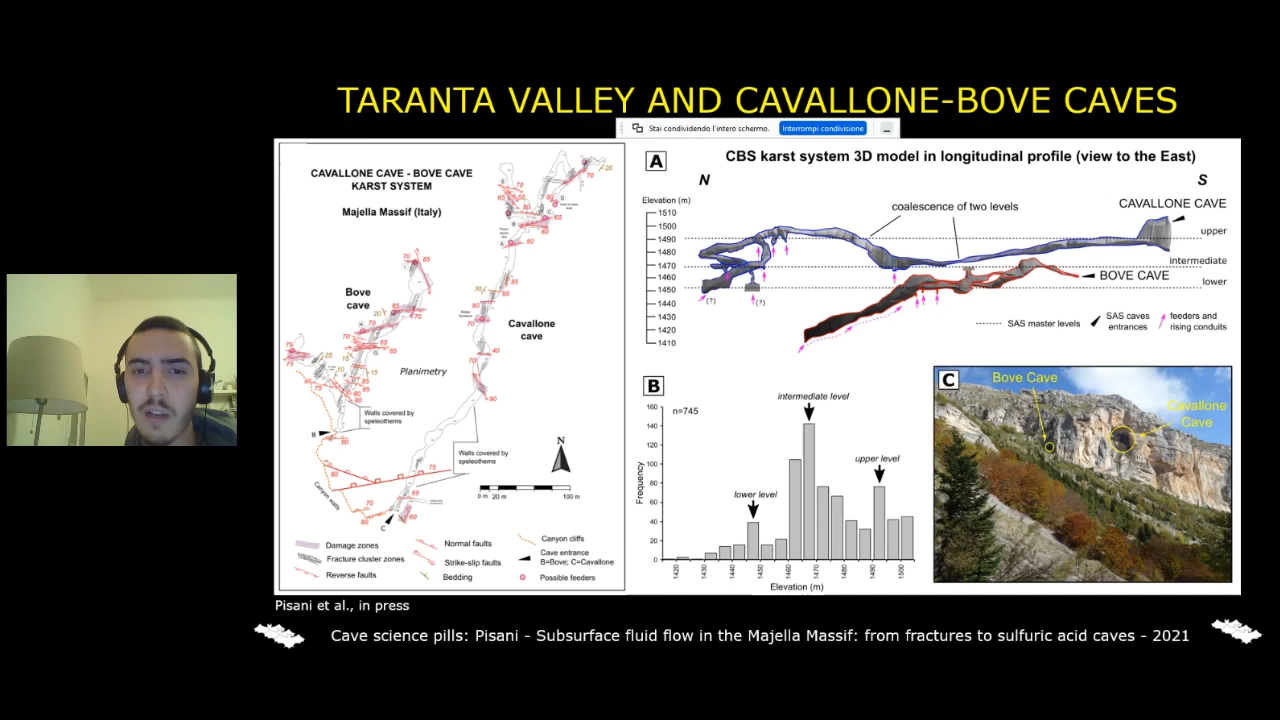 TARANTA VALLEY AND CAVALLONE-BOVE CAVES
Stai condividendo l'intero schermo.
Interrompi condivisione
CAVALLONE CAVE - BOVE CAVE
KARST SYSTEM
Majella Massif (Italy)
Bove
cave
Cavallone
cave
Planimetry
Walls covered by
speleothems
Walls covered by
speleothems
Canyon walls
N
0 m 20 m 100 m
B
C
Damage zones
Fracture cluster zones
Reverse faults
Normal faults
Strike-slip faults
Bedding
Canyon cliffs
Cave entrance
B=Bove; C=Cavallone
Possible feeders
A
CBS karst system 3D model in longitudinal profile (view to the East)
N
S
Elevation (m)
1510
1500
1490
1480
1470
1460
1450
1440
1430
1420
1410
coalescence of two levels
CAVALLONE CAVE
upper
intermediate
BOVE CAVE
lower
(?)
(?)
SAS master levels
SAS caves
entrances
feeders and
rising conduits
B
n=745
Frequency
160
140
120
100
80
60
40
20
0
lower level
intermediate level
upper level
1420
1430
1440
1450
1460
1470
1480
1490
1500
Elevation (m)
C
Bove Cave
Cavallone
Cave
Pisani et al., in press
Cave science pills: Pisani - Subsurface fluid flow in the Majella Massif: from fractures to sulfuric acid caves - 2021